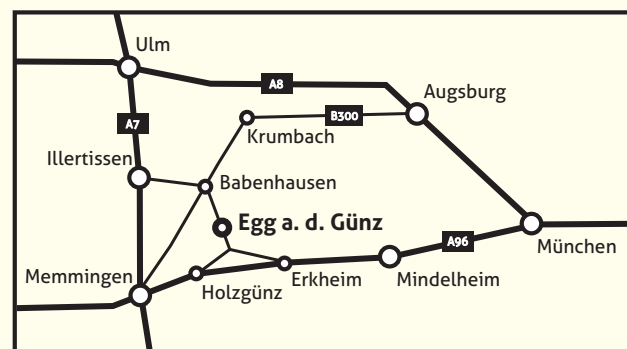 Ulm
A8
Augsburg
A7
B300
Krumbach
Illertissen
Babenhausen
Egg a. d. Günz
A96
München
Memmingen
Holzgünz
Erkheim
Mindelheim